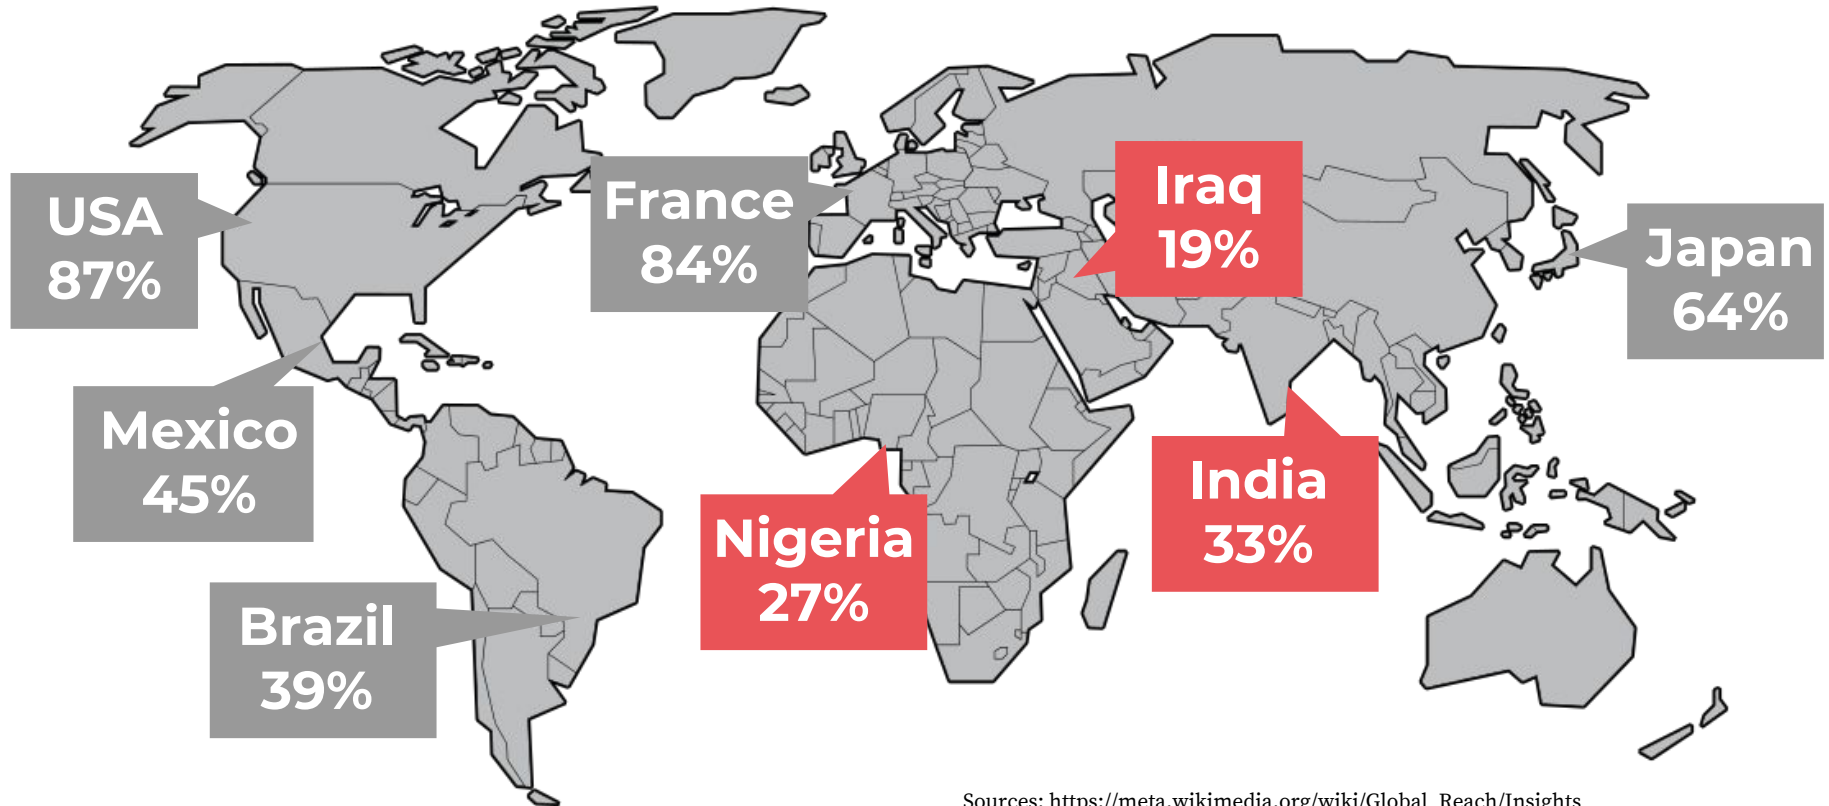 USA
87%
Mexico
45%
Brazil
39%
France
84%
Nigeria
27%
Iraq
19%
India
33%
Japan
64%
Sources: https://meta.wikimedia.org/wiki/Global_Reach/Insights